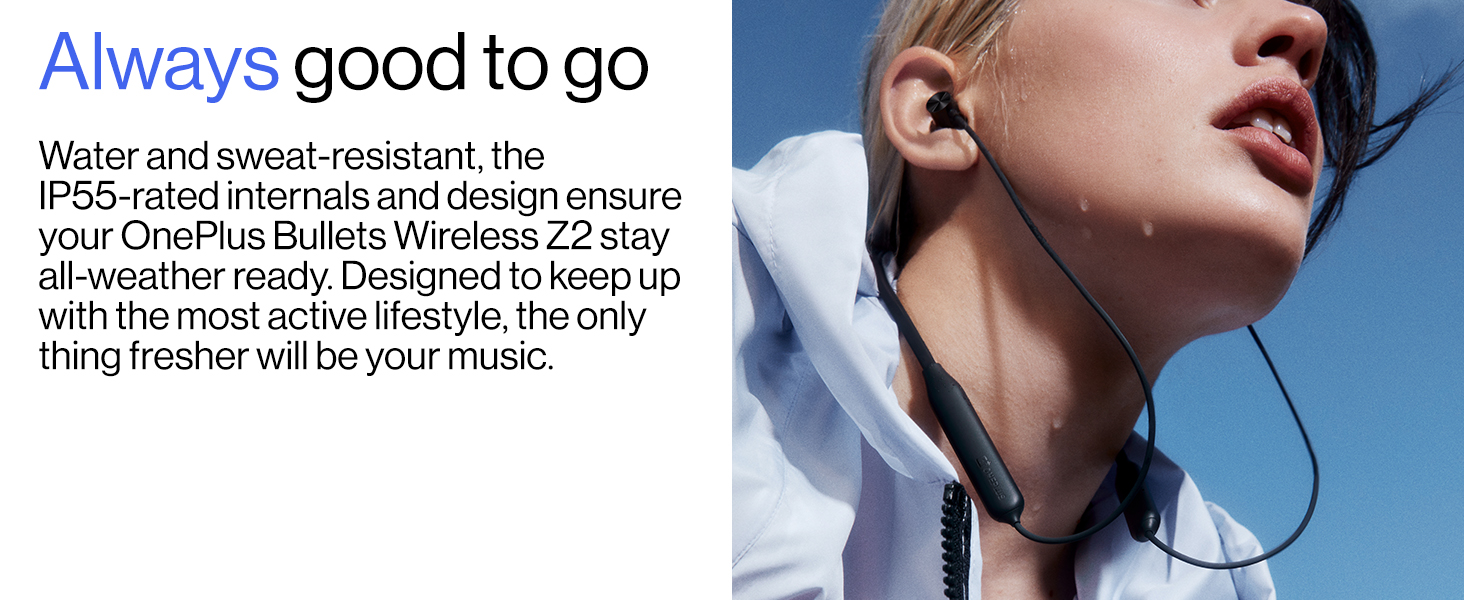 Always good to go
Water and sweat-resistant, the
IP55-rated internals and design ensure
your OnePlus Bullets Wireless Z2 stay
all-weather ready. Designed to keep up
with the most active lifestyle, the only
thing fresher will be your music.